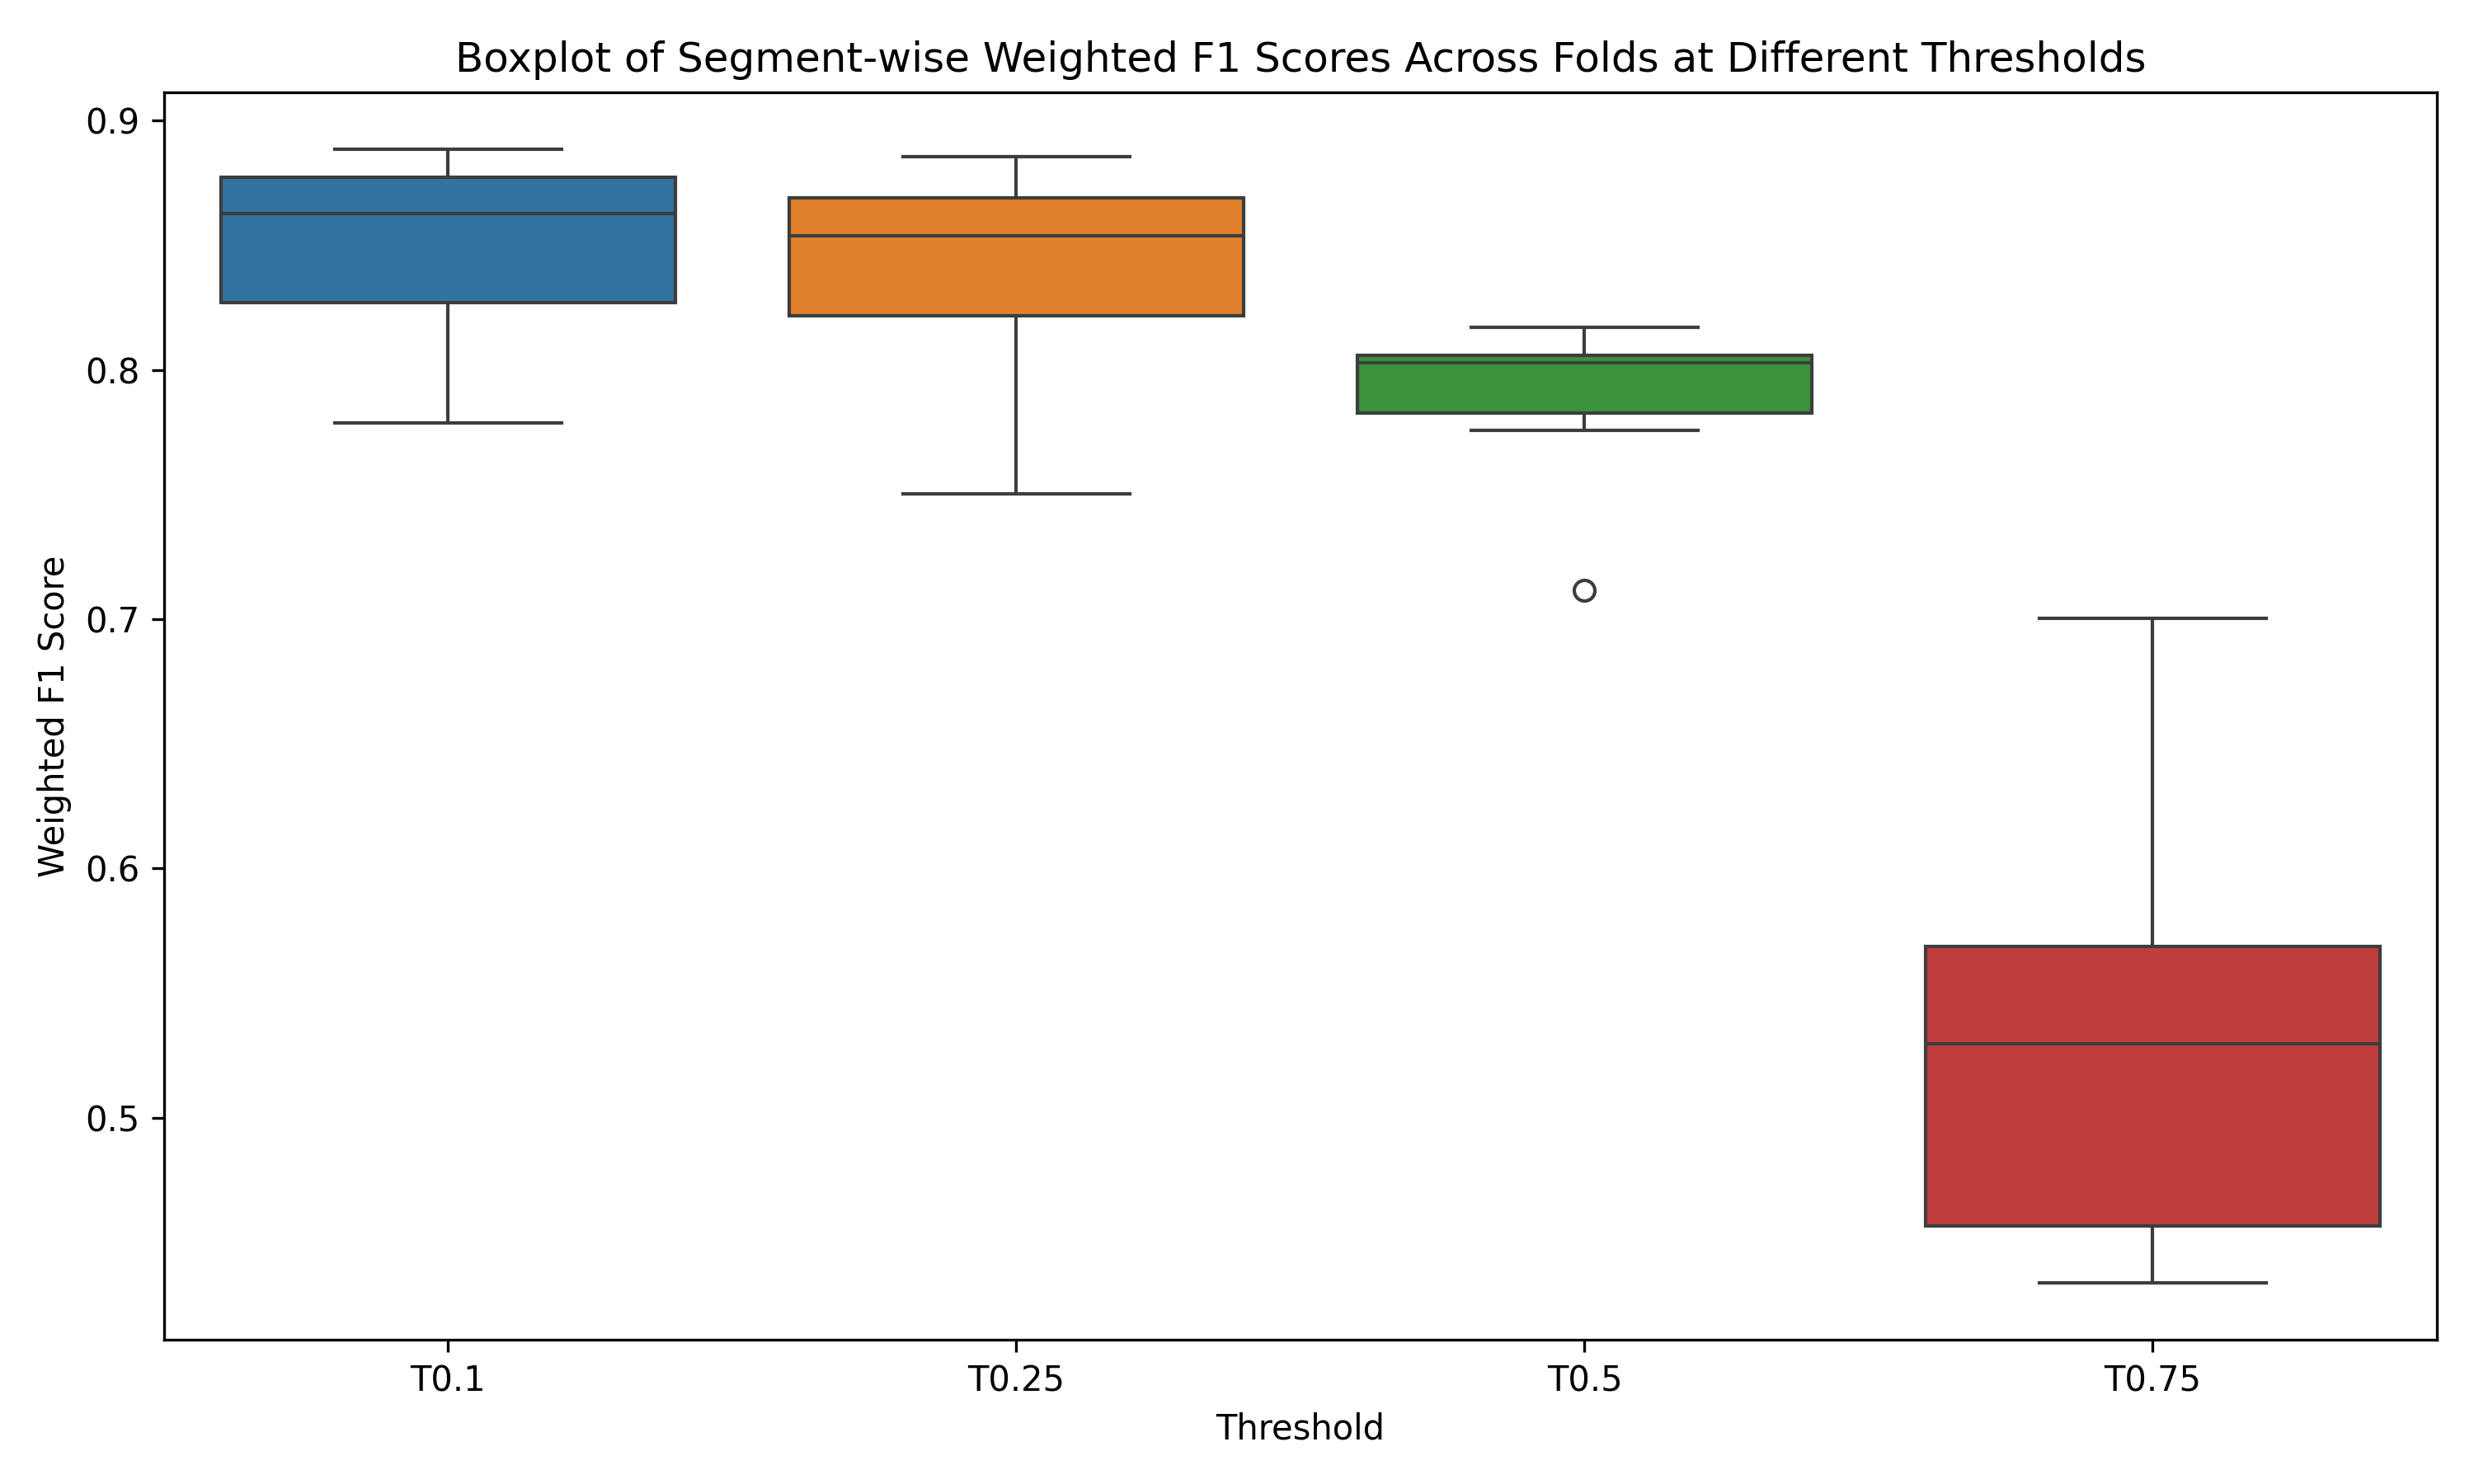 Boxplot of Segment-wise Weighted F1 Scores Across Folds at Different Thresholds
Weighted F1 Score
0.9
0.8
0.7
0.6
0.5
T0.1
T0.25
T0.5
T0.75
Threshold